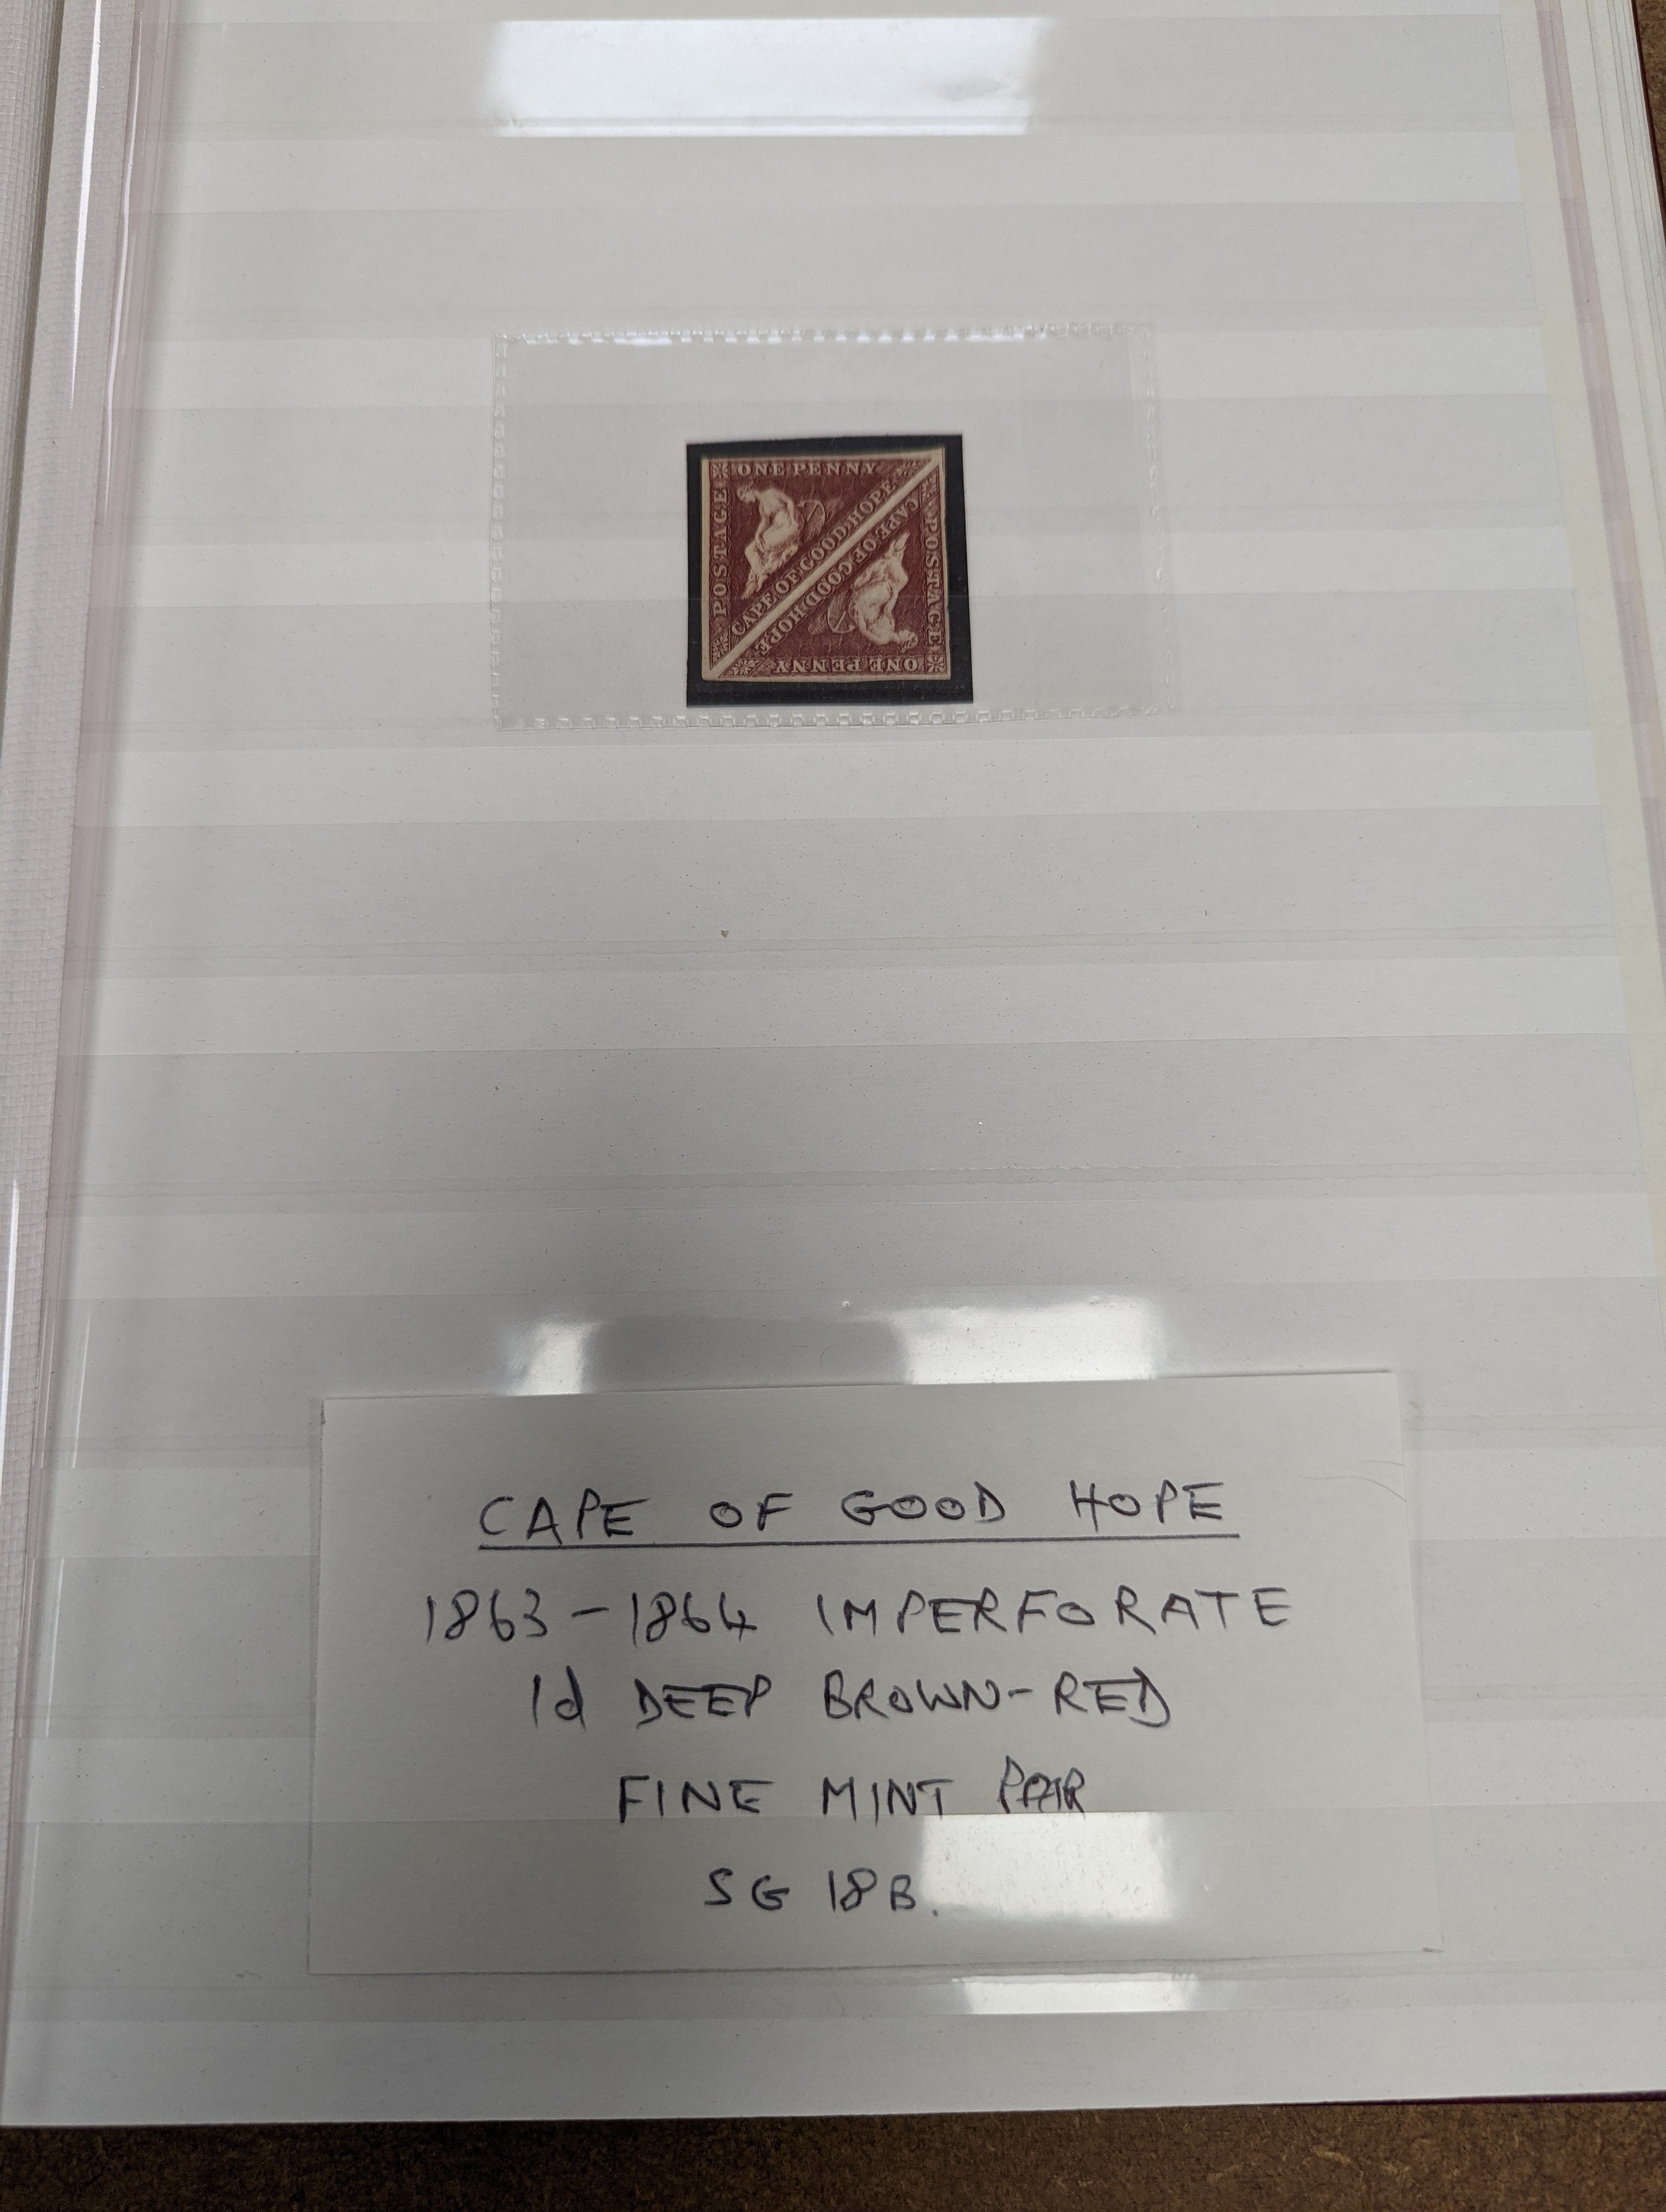 ONE PENNY
POSTAGE
CAPE OF GOOD HOPE
CAPE OF GOOD HOPE
POSTAGE
ONE PENNY
CAPE OF GOOD HOPE
1863-1864 IMPERFORATE
1d DEEP BROWN-RED
FINE MINT PAIR
SG 18B.